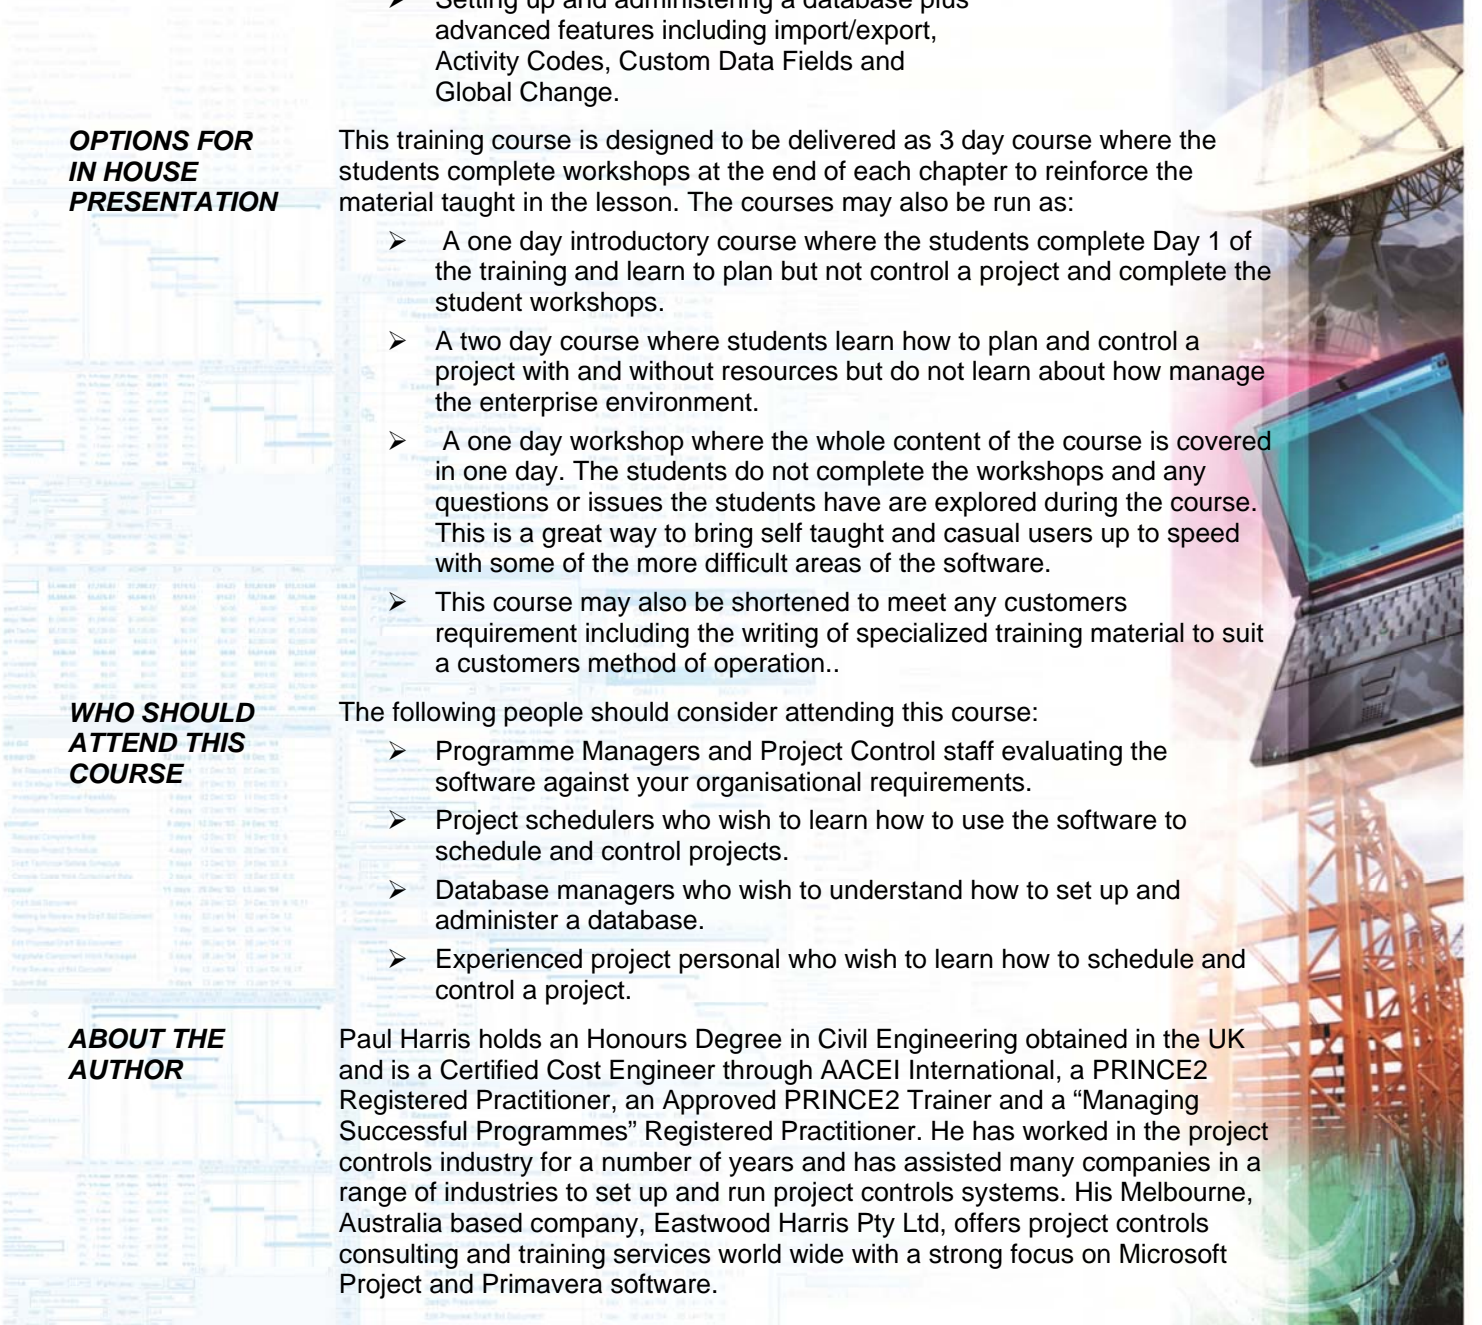 ➢ Setting up and administering a database plus
advanced features including import/export,
Activity Codes, Custom Data Fields and
Global Change.
OPTIONS FOR
IN HOUSE
PRESENTATION
This training course is designed to be delivered as 3 day course where the
students complete workshops at the end of each chapter to reinforce the
material taught in the lesson. The courses may also be run as:
➢ A one day introductory course where the students complete Day 1 of
the training and learn to plan but not control a project and complete the
student workshops.
➢ A two day course where students learn how to plan and control a
project with and without resources but do not learn about how manage
the enterprise environment.
➢ A one day workshop where the whole content of the course is covered
in one day. The students do not complete the workshops and any
questions or issues the students have are explored during the course.
This is a great way to bring self taught and casual users up to speed
with some of the more difficult areas of the software.
➢ This course may also be shortened to meet any customers
requirement including the writing of specialized training material to suit
a customers method of operation..
WHO SHOULD
ATTEND THIS
COURSE
The following people should consider attending this course:
➢ Programme Managers and Project Control staff evaluating the
software against your organisational requirements.
➢ Project schedulers who wish to learn how to use the software to
schedule and control projects.
➢ Database managers who wish to understand how to set up and
administer a database.
➢ Experienced project personal who wish to learn how to schedule and
control a project.
ABOUT THE
AUTHOR
Paul Harris holds an Honours Degree in Civil Engineering obtained in the UK
and is a Certified Cost Engineer through AACEI International, a PRINCE2
Registered Practitioner, an Approved PRINCE2 Trainer and a “Managing
Successful Programmes” Registered Practitioner. He has worked in the project
controls industry for a number of years and has assisted many companies in a
range of industries to set up and run project controls systems. His Melbourne,
Australia based company, Eastwood Harris Pty Ltd, offers project controls
consulting and training services world wide with a strong focus on Microsoft
Project and Primavera software.